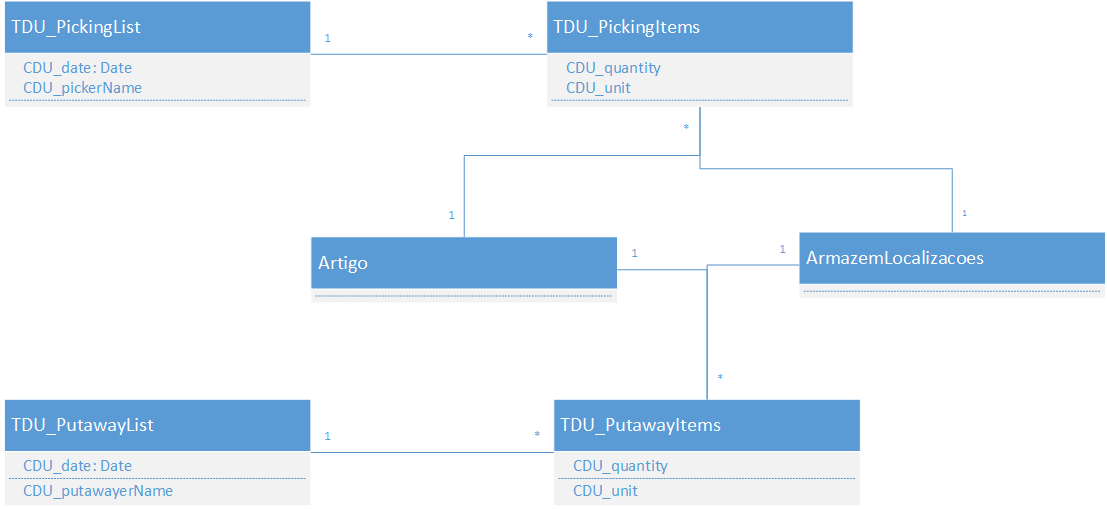 TDU_PickingList
CDU_date: Date
CDU_pickerName
1
*
TDU_PickingItems
CDU_quantity
CDU_unit
*
1
1
Artigo
1
1
ArmazemLocalizacoes
*
TDU_PutawayList
CDU_date: Date
CDU_putawayerName
1
*
TDU_PutawayItems
CDU_quantity
CDU_unit